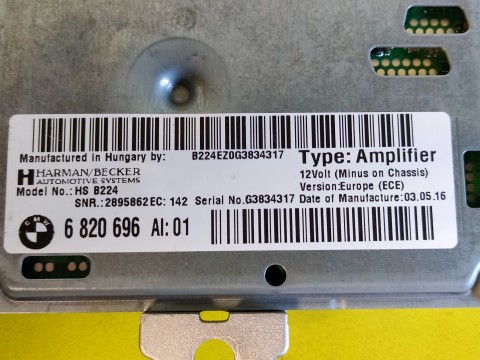 Manufactured in Hungary by: B224EZ0G3834317
HARMAN/BECKER
AUTOMOTIVE SYSTEMS
Type: Amplifier
12Volt (Minus on Chassis)
Model No.: HS B224
Version:Europe (ECE)
SNR.:2895862EC: 142 Serial No.G3834317 Date of Manufacture:03.05.16
BMW 6 820 696 AI: 01